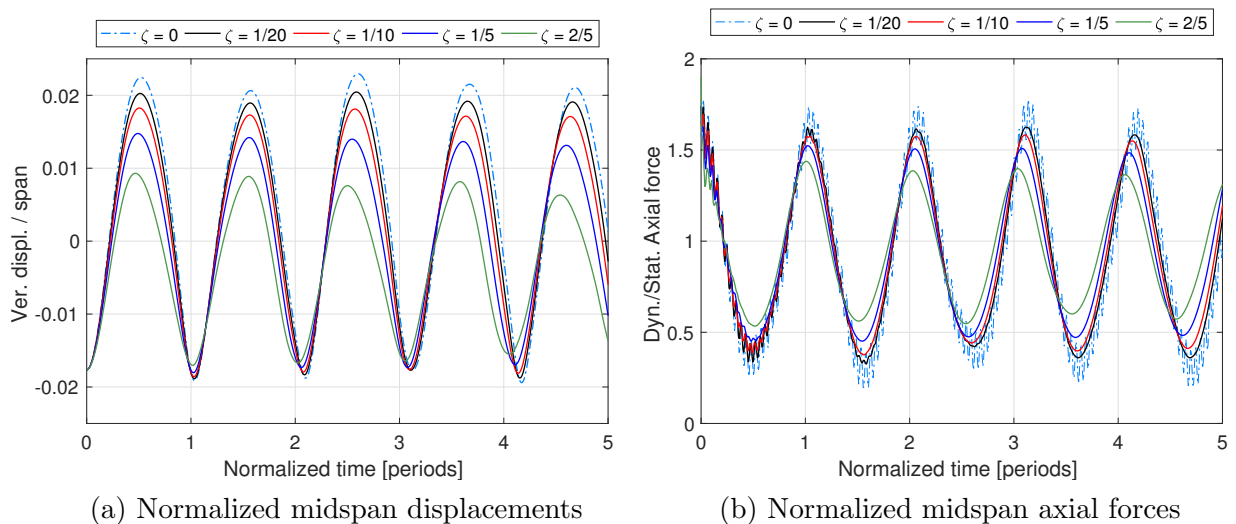 ζ = 0 ζ = 1/20 ζ = 1/10 ζ = 1/5 ζ = 2/5
0.02
0.01
0
-0.01
-0.02
Ver. displ. / span
0 1 2 3 4 5
Normalized time [periods]
(a) Normalized midspan displacements
ζ = 0 ζ = 1/20 ζ = 1/10 ζ = 1/5 ζ = 2/5
2
1.5
1
0.5
0
Dyn./Stat. Axial force
0 1 2 3 4 5
Normalized time [periods]
(b) Normalized midspan axial forces